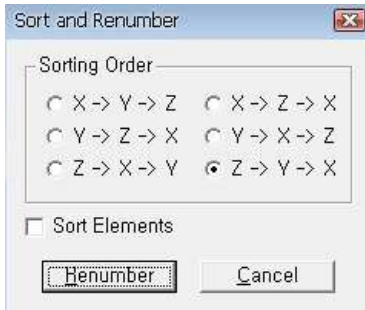 Sort and Renumber
Sorting Order
X -> Y -> Z   X -> Z -> X
Y -> Z -> X   Y -> X -> Z
Z -> X -> Y   Z -> Y -> X
Sort Elements
Renumber   Cancel